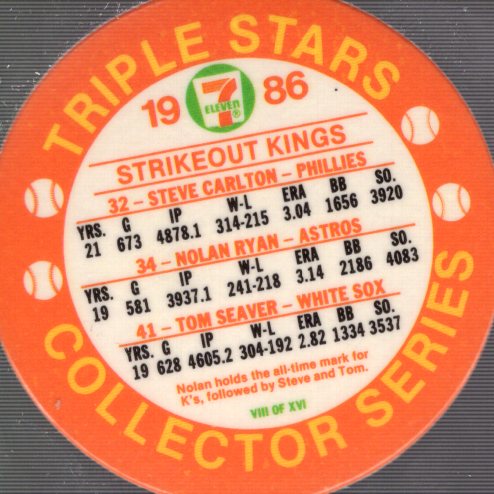 TRIPLE STARS
19 7 ELEVEN ® 86
STRIKEOUT KINGS
32 – STEVE CARLTON – PHILLIES
YRS. G IP W-L ERA BB SO.
21 673 4878.1 314-215 3.04 1656 3920
34 – NOLAN RYAN – ASTROS
YRS. G IP W-L ERA BB SO.
19 581 3937.1 241-218 3.14 2186 4083
41 – TOM SEAVER – WHITE SOX
YRS. G IP W-L ERA BB SO.
19 628 4605.2 304-192 2.82 1334 3537
Nolan holds the all-time mark for
K's, followed by Steve and Tom.
VIII OF XVI
COLLECTOR SERIES